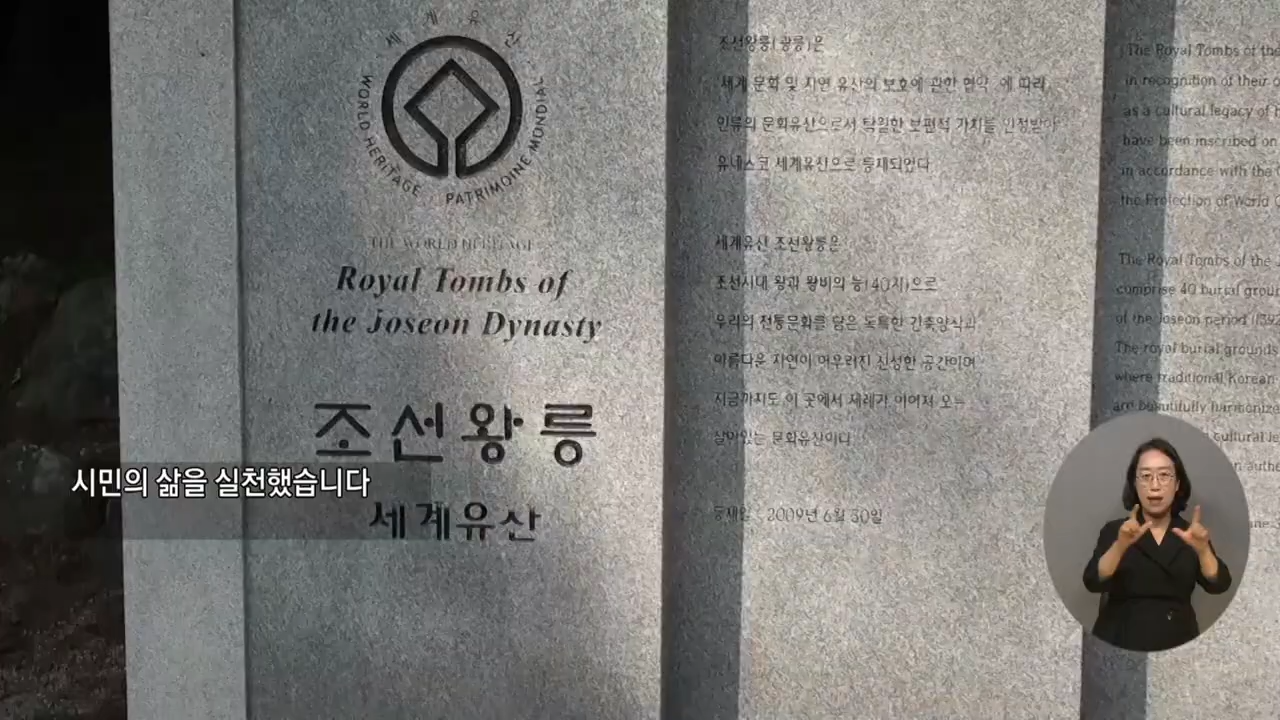 세계유산
WORLD HERITAGE
PATRIMOINE MONDIAL
THE WORLD HERITAGE
Royal Tombs of
the Joseon Dynasty
조선왕릉
세계유산
조선왕릉(광릉)은
'세계 문화 및 자연 유산의 보호에 관한 협약'에 따라
인류의 문화유산으로서 탁월한 보편적 가치를 인정받아
유네스코 세계유산으로 등재되었다
세계유산 조선왕릉은
조선시대 왕과 왕비의 능(40기)으로
우리의 전통문화를 담은 독특한 건축양식과
아름다운 자연이 어우러진 신성한 공간이며
지금까지도 이 곳에서 제례가 이어져 오는
살아있는 문화유산이다
등재일 : 2009년 6월 30일
The Royal Tombs of the
in recognition of their
as a cultural legacy of
have been inscribed on
in accordance with the
the Protection of World
The Royal Tombs of the
comprise 40 burial
of the Joseon period
The royal burial grounds
where traditional Korean
are beautifully
cultural
시민의 삶을 실천했습니다